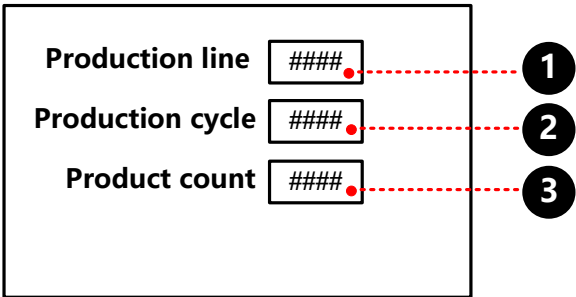 Production line #### 1
Production cycle #### 2
Product count #### 3